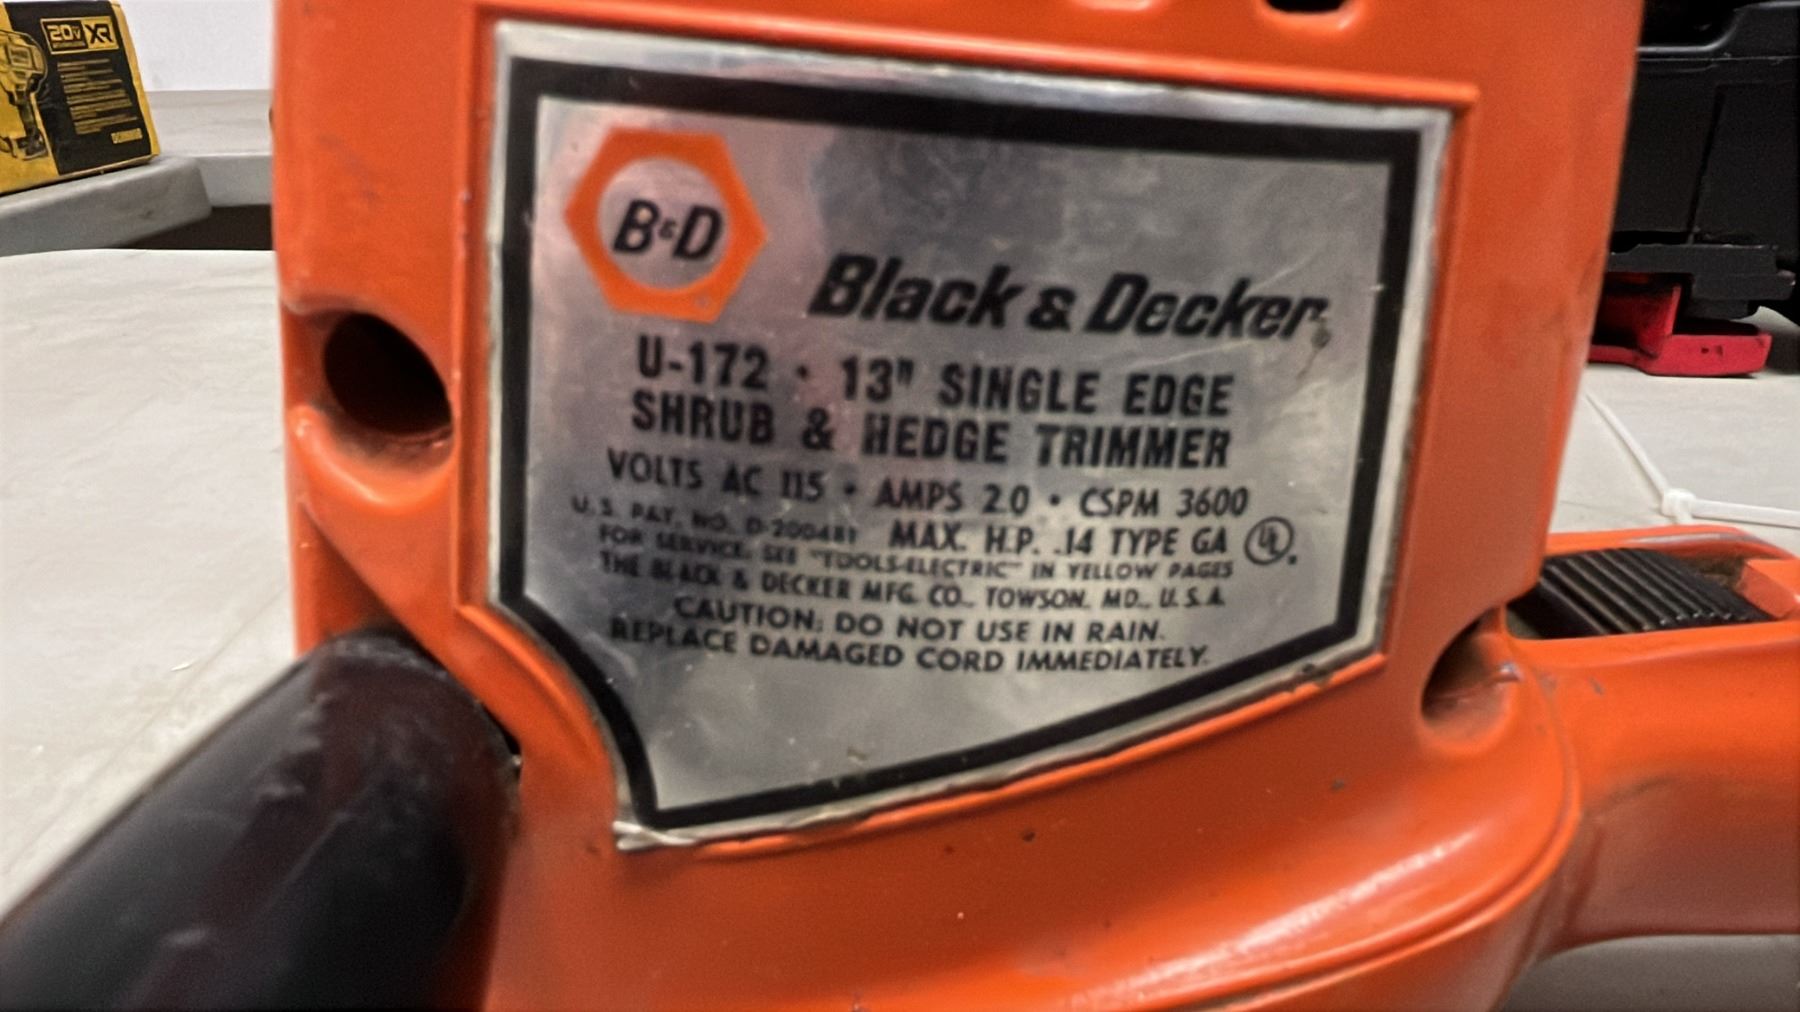 20V XR
B&D
Black & Decker
U-172 · 13" SINGLE EDGE
SHRUB & HEDGE TRIMMER
VOLTS AC 115 · AMPS 2.0 · CSPM 3600
U.S. PAT. NO. D-200481 MAX. H.P. .14 TYPE GA UL
FOR SERVICE, SEE "TOOLS-ELECTRIC" IN YELLOW PAGES
THE BLACK & DECKER MFG. CO., TOWSON, MD., U.S.A.
CAUTION: DO NOT USE IN RAIN.
REPLACE DAMAGED CORD IMMEDIATELY.